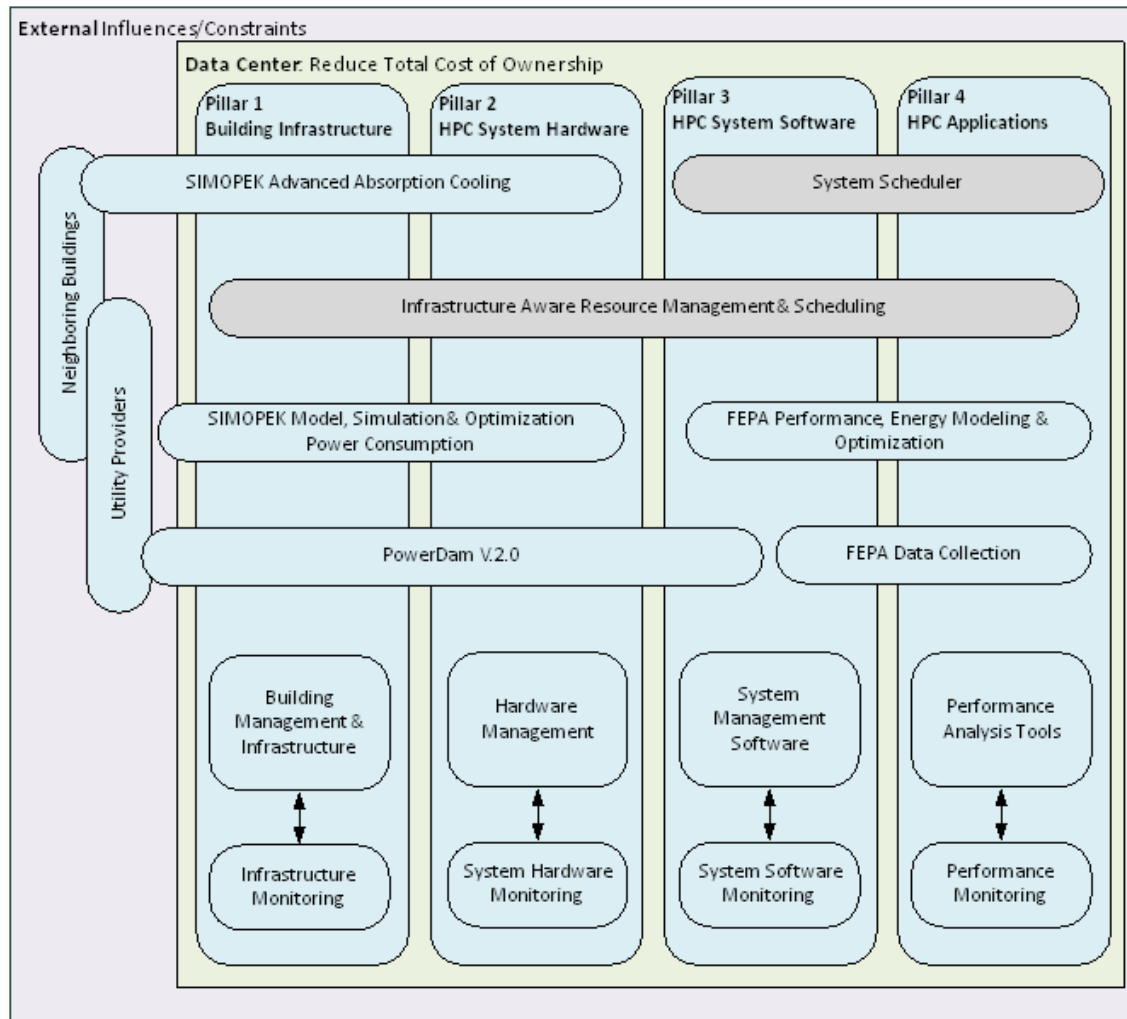 External Influences/Constraints
Data Center: Reduce Total Cost of Ownership
Pillar 1
Building Infrastructure
Pillar 2
HPC System Hardware
Pillar 3
HPC System Software
Pillar 4
HPC Applications
SIMOPEK Advanced Absorption Cooling
System Scheduler
Neighboring Buildings
Infrastructure Aware Resource Management & Scheduling
Utility Providers
SIMOPEK Model, Simulation & Optimization
Power Consumption
FEPA Performance, Energy Modeling &
Optimization
PowerDam V.2.0
FEPA Data Collection
Building
Management &
Infrastructure
Hardware
Management
System
Management
Software
Performance
Analysis Tools
Infrastructure
Monitoring
System Hardware
Monitoring
System Software
Monitoring
Performance
Monitoring